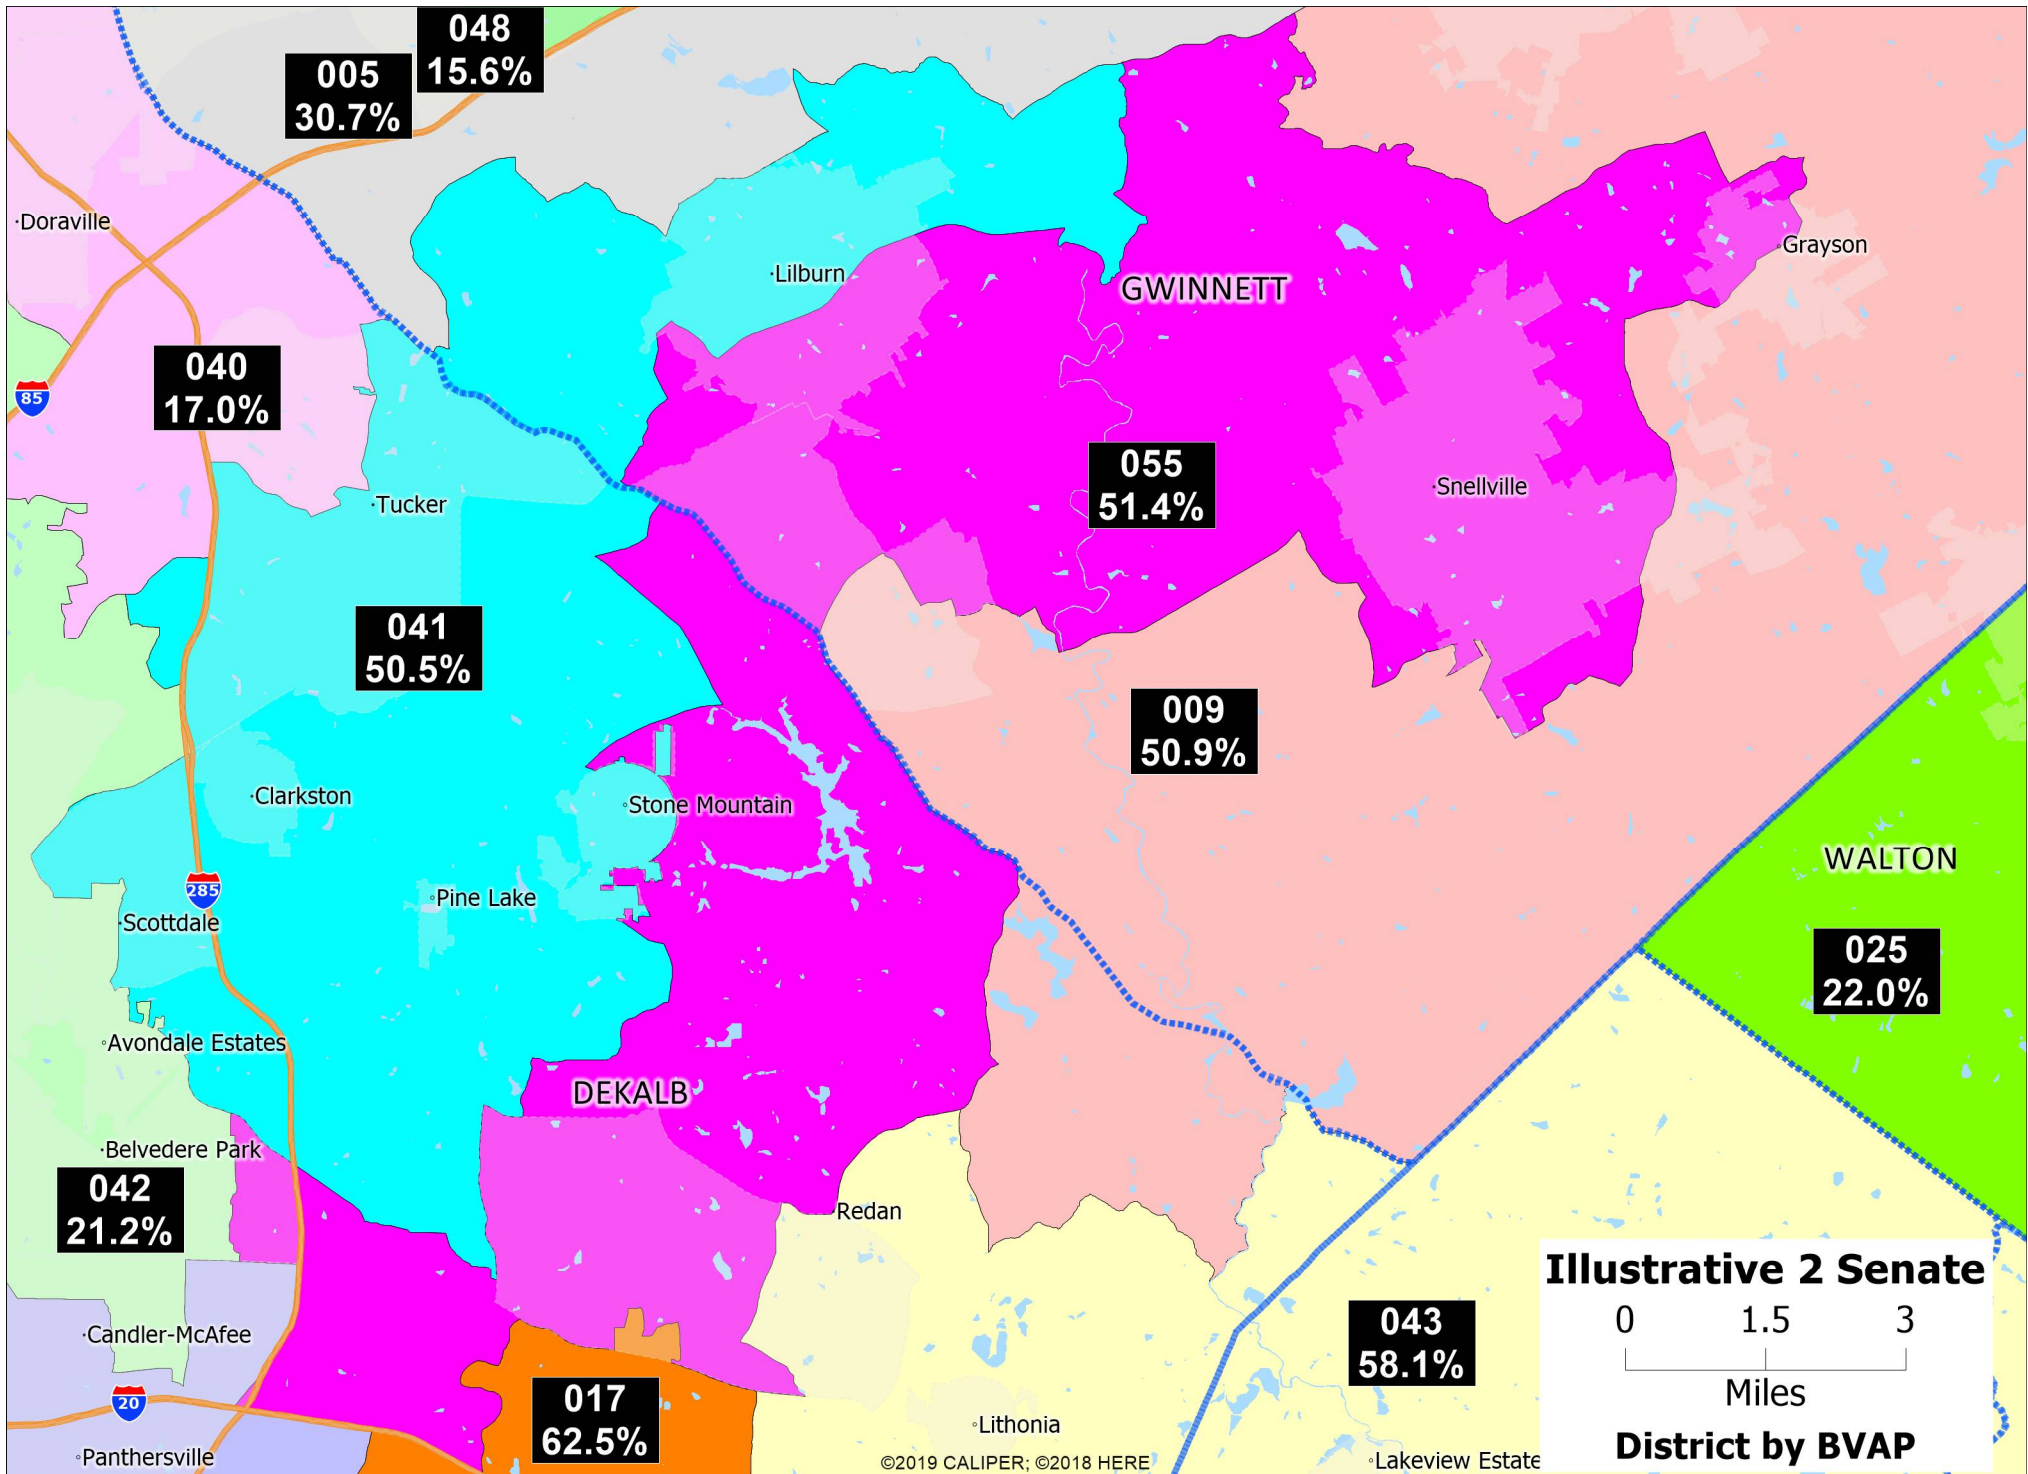 048
15.6%
005
30.7%
Doraville
GWINNETT
Grayson
Lilburn
040
17.0%
85
055
51.4%
Snellville
Tucker
041
50.5%
009
50.9%
Clarkston
Stone Mountain
WALTON
285
Pine Lake
Scottdale
025
22.0%
Avondale Estates
DEKALB
Belvedere Park
042
21.2%
Redan
Illustrative 2 Senate
0 1.5 3
Miles
District by BVAP
043
58.1%
Candler-McAfee
20
017
62.5%
Lithonia
Panthersville
©2019 CALIPER; ©2018 HERE
Lakeview Estate